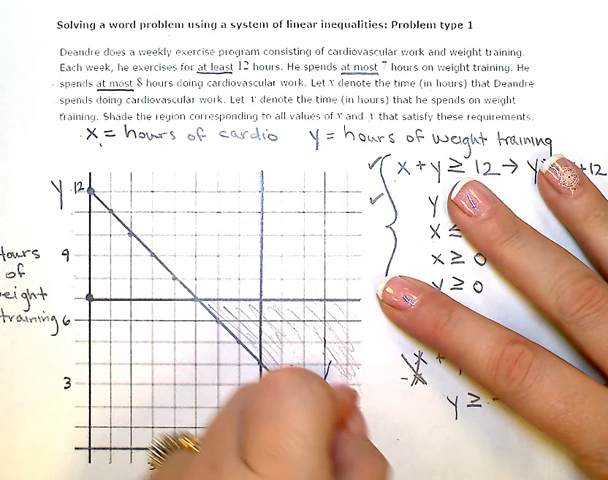 Solving a word problem using a system of linear inequalities: Problem type 1
Deandre does a weekly exercise program consisting of cardiovascular work and weight training.
Each week, he exercises for at least 12 hours. He spends at most 7 hours on weight training. He
spends at most 8 hours doing cardiovascular work. Let x denote the time (in hours) that Deandre
spends doing cardiovascular work. Let y denote the time (in hours) that he spends on weight
training. Shade the region corresponding to all values of x and y that satisfy these requirements.
x = hours of cardio y = hours of weight training
x + y ≥ 12 → y +12
y
x ≤
x ≥ 0
y ≥ 0
y 12
9
Hours
of
weight
training 6
3
y ≥ -